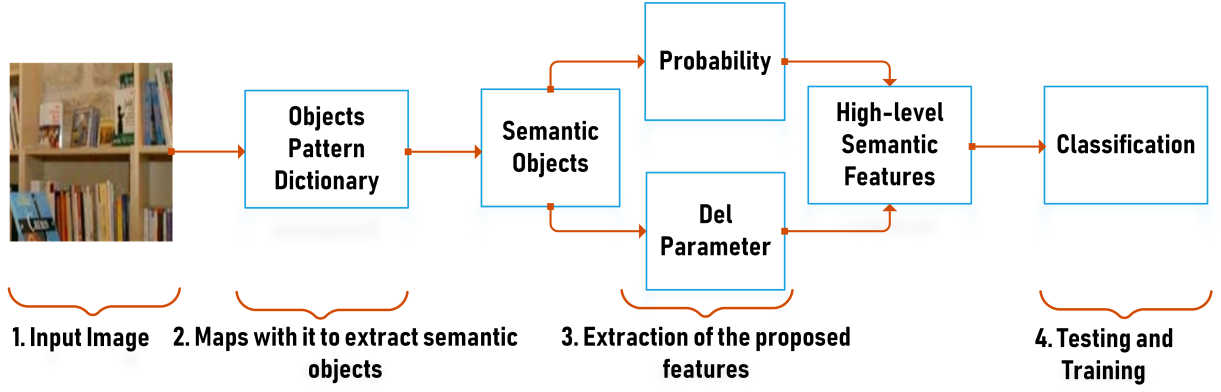 Probability
Objects
Pattern
Dictionary
Semantic
Objects
High-level
Semantic
Features
Classification
Del
Parameter
1. Input Image
2. Maps with it to extract semantic
objects
3. Extraction of the proposed
features
4. Testing and
Training